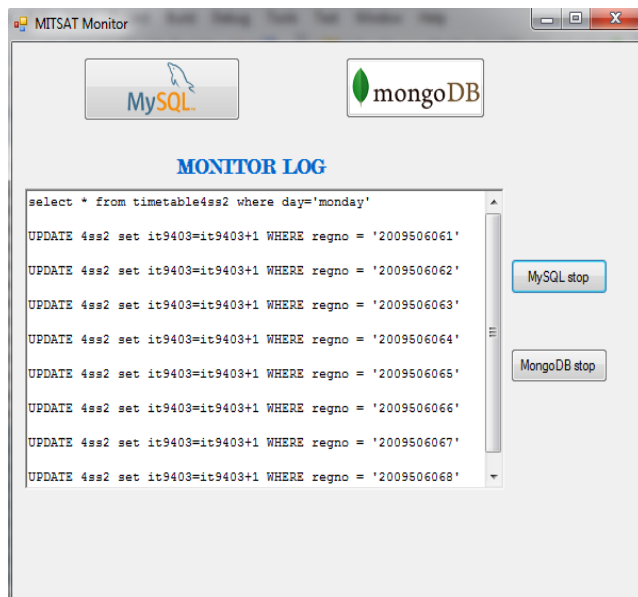 MITSAT Monitor
MySQL
mongoDB
MONITOR LOG
select * from timetable4ss2 where day='monday'
UPDATE 4ss2 set it9403=it9403+1 WHERE regno = '2009506061'
UPDATE 4ss2 set it9403=it9403+1 WHERE regno = '2009506062'
UPDATE 4ss2 set it9403=it9403+1 WHERE regno = '2009506063'
UPDATE 4ss2 set it9403=it9403+1 WHERE regno = '2009506064'
UPDATE 4ss2 set it9403=it9403+1 WHERE regno = '2009506065'
UPDATE 4ss2 set it9403=it9403+1 WHERE regno = '2009506066'
UPDATE 4ss2 set it9403=it9403+1 WHERE regno = '2009506067'
UPDATE 4ss2 set it9403=it9403+1 WHERE regno = '2009506068'
MySQL stop
MongoDB stop